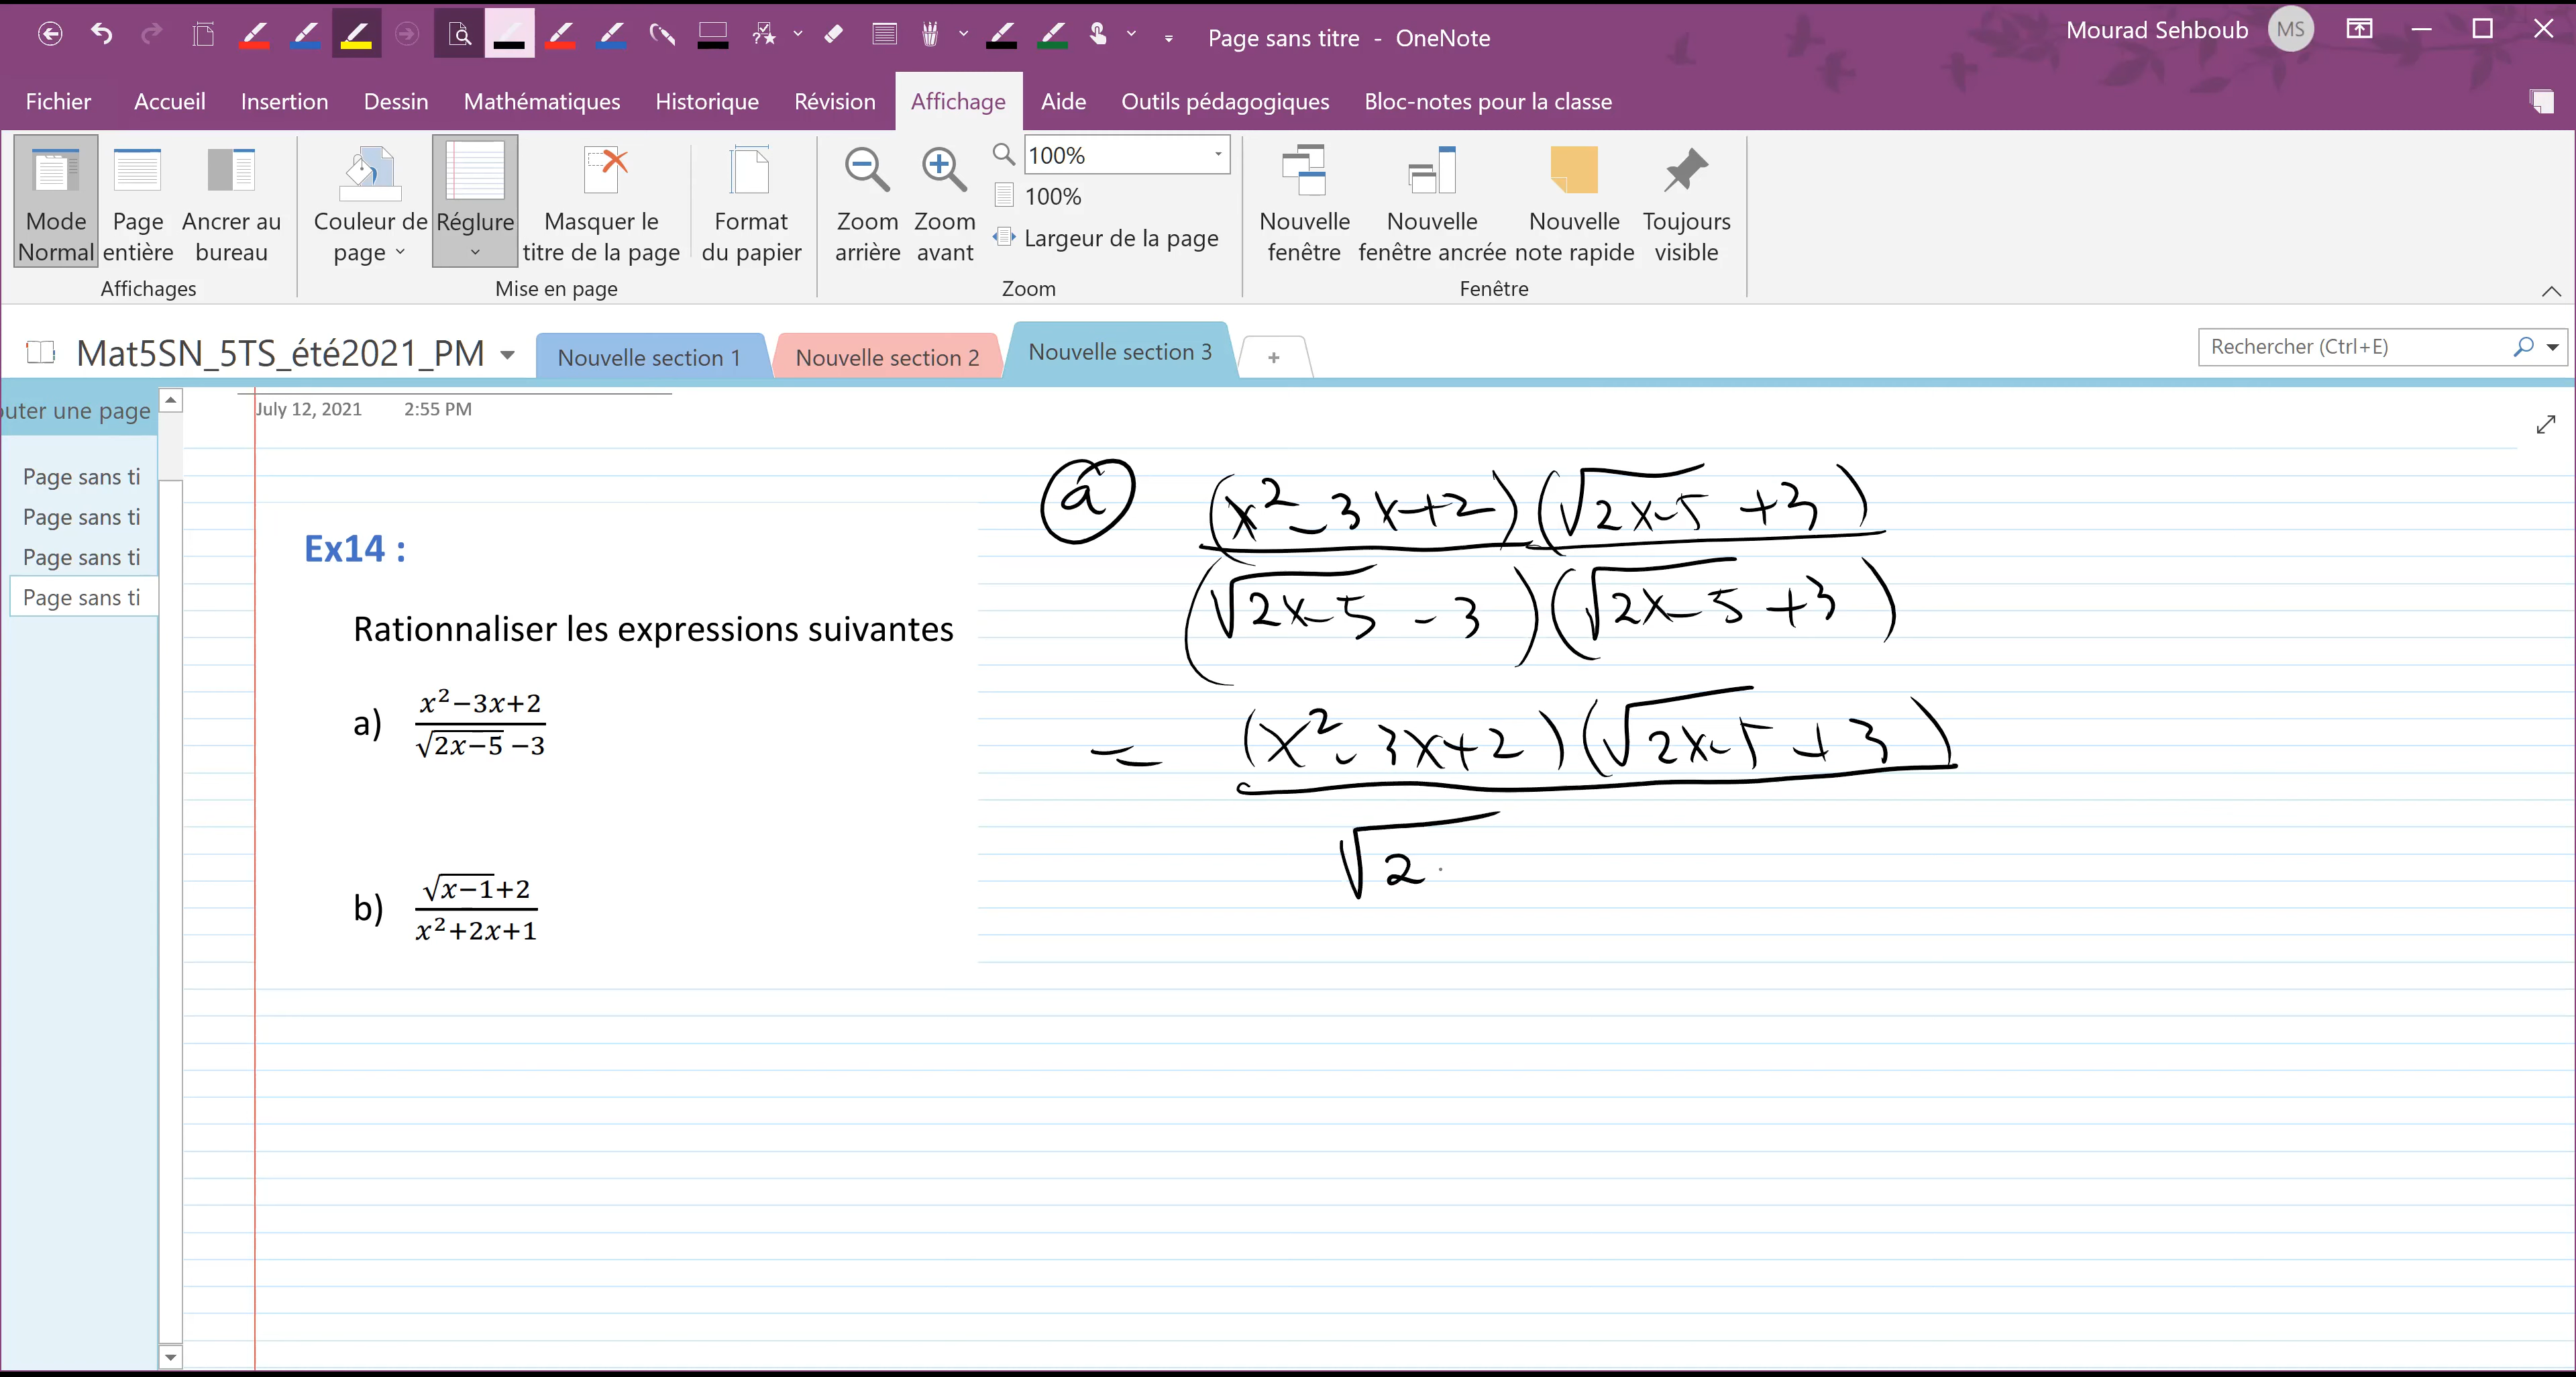 Page sans titre - OneNote
Mourad Sehboub MS
Fichier Accueil Insertion Dessin Mathématiques Historique Révision Affichage Aide Outils pédagogiques Bloc-notes pour la classe
Mode Normal
Page entière
Ancrer au bureau
Affichages
Couleur de page
Réglure
Masquer le titre de la page
Format du papier
Mise en page
Zoom arrière
Zoom avant
100%
100%
Largeur de la page
Zoom
Nouvelle fenêtre
Nouvelle fenêtre ancrée
Nouvelle note rapide
Toujours visible
Fenêtre
Mat5SN_5TS_été2021_PM
Nouvelle section 1
Nouvelle section 2
Nouvelle section 3
+
Rechercher (Ctrl+E)
outer une page
Page sans ti
Page sans ti
Page sans ti
Page sans ti
July 12, 2021 2:55 PM
Ex14 :
Rationnaliser les expressions suivantes
a) (x²−3x+2)/(√(2x−5) −3)
b) (√(x−1)+2)/(x²+2x+1)
a
(x² - 3x+2)(√(2x-5) +3)
(√(2x-5) - 3)(√(2x-5) +3)
= (x² - 3x+2)(√(2x-5) + 3)
√2